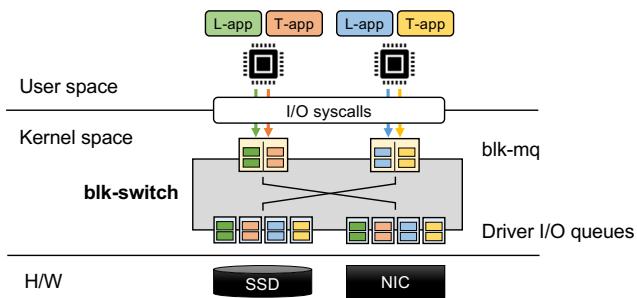 L-app T-app L-app T-app
User space
I/O syscalls
Kernel space
blk-mq
blk-switch
Driver I/O queues
H/W
SSD
NIC